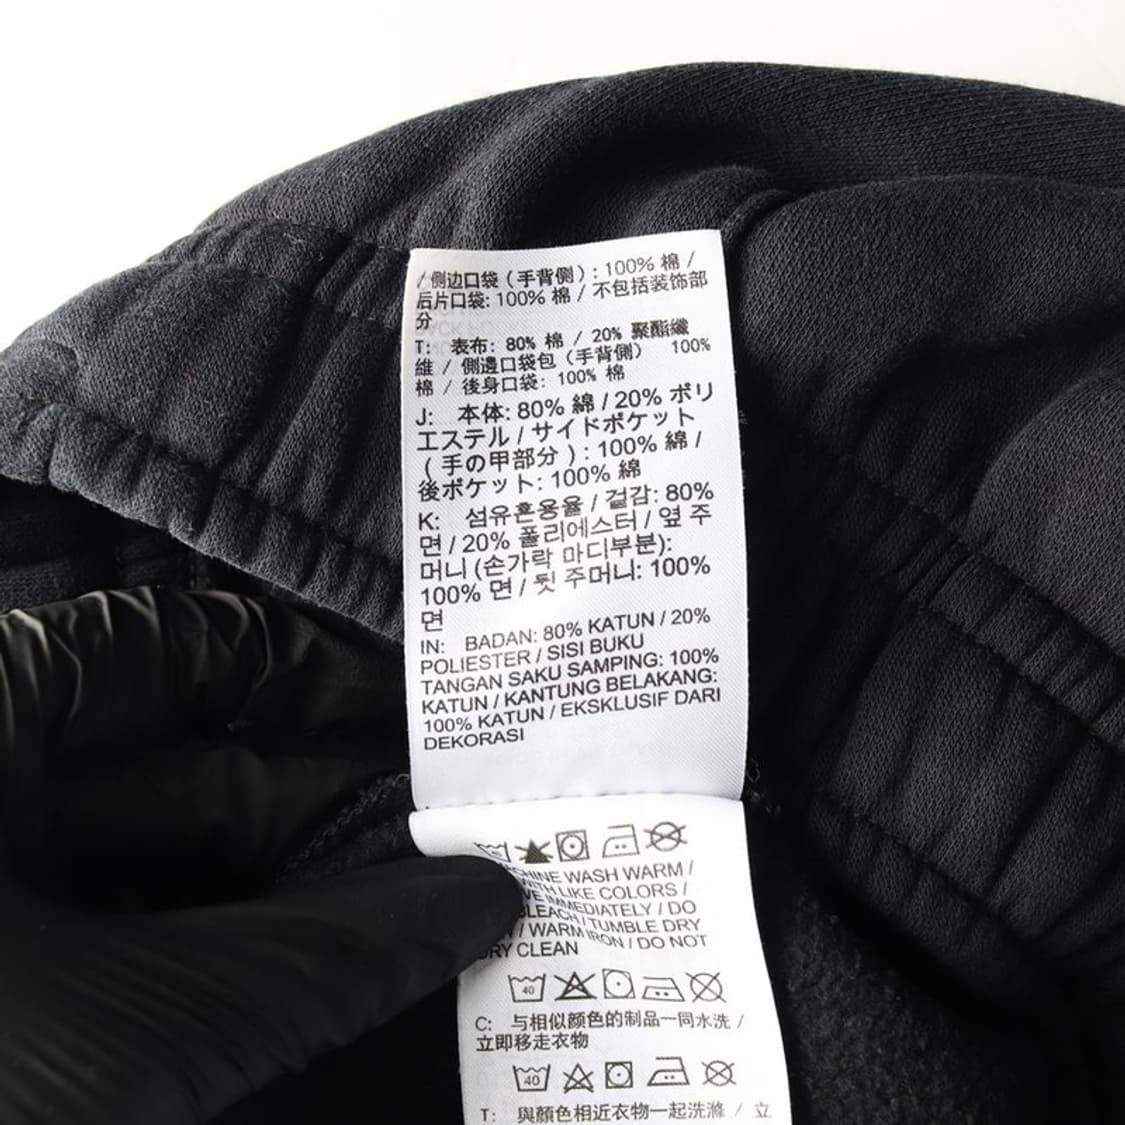 / 侧边口袋（手背侧）: 100% 棉 /
后片口袋: 100% 棉 / 不包括装饰部
分
T: 表布: 80% 棉 / 20% 聚酯纖
維 / 側邊口袋包（手背側） 100%
棉 / 後身口袋: 100% 棉
J: 本体: 80% 綿 / 20% ポリ
エステル / サイドポケット
( 手の甲部分 ) : 100% 綿 /
後ポケット: 100% 綿
K: 섬유혼용율 / 겉감: 80%
면 / 20% 폴리에스터 / 옆 주
머니 (손가락 마디부분):
100% 면 / 뒷 주머니: 100%
면
IN: BADAN: 80% KATUN / 20%
POLIESTER / SISI BUKU
TANGAN SAKU SAMPING: 100%
KATUN / KANTUNG BELAKANG:
100% KATUN / EKSKLUSIF DARI
DEKORASI
WASH WARM /
LIKE COLORS /
IMMEDIATELY / DO
BLEACH / TUMBLE DRY
/ WARM IRON / DO NOT
DRY CLEAN
40
C: 与相似颜色的制品一同水洗 /
立即移走衣物
40
T: 與顏色相近衣物一起洗滌 / 立